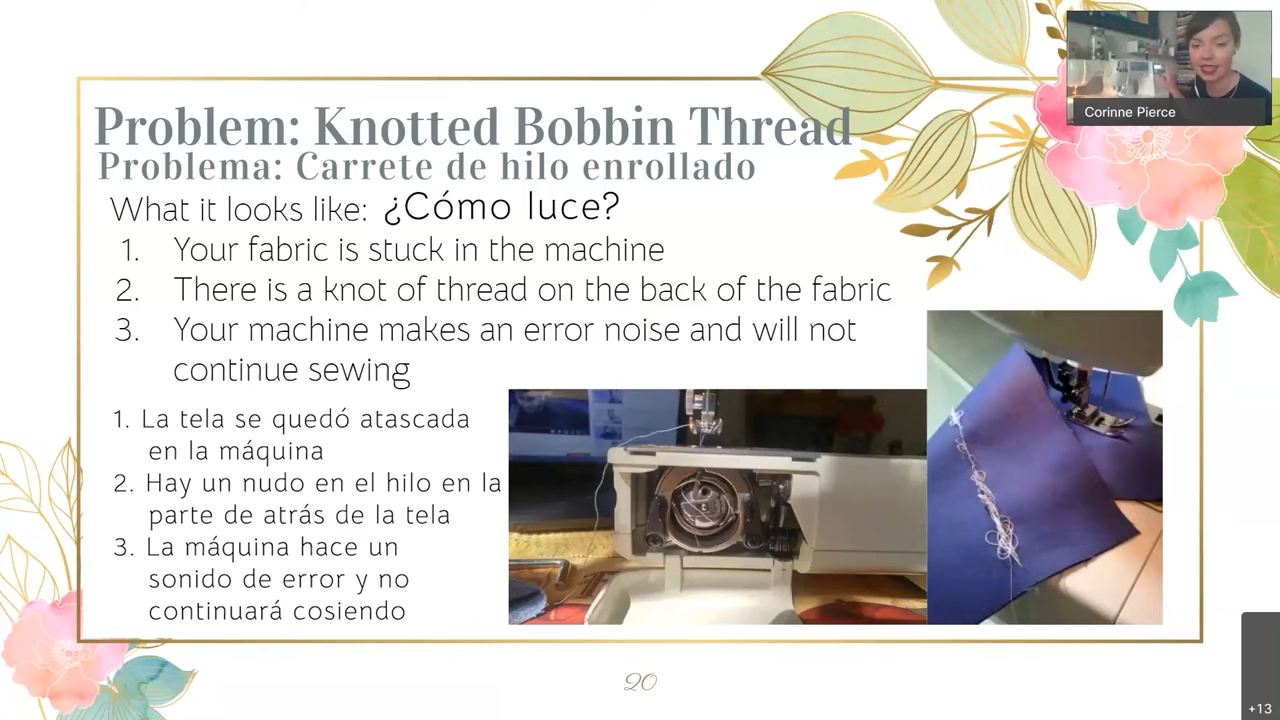 Problem: Knotted Bobbin Thread
Problema: Carrete de hilo enrollado
What it looks like: ¿Cómo luce?
1. Your fabric is stuck in the machine
2. There is a knot of thread on the back of the fabric
3. Your machine makes an error noise and will not
continue sewing
1. La tela se quedó atascada
en la máquina
2. Hay un nudo en el hilo en la
parte de atrás de la tela
3. La máquina hace un
sonido de error y no
continuará cosiendo
20
Corinne Pierce
+13